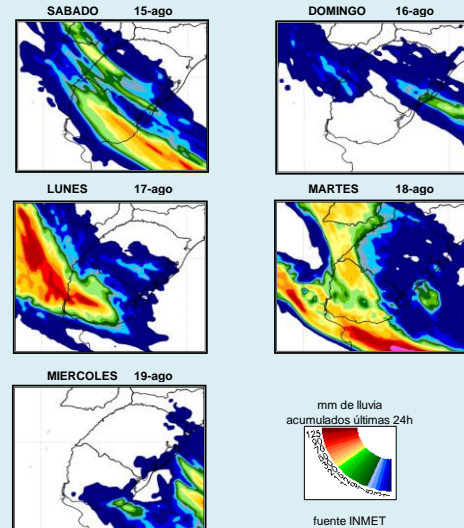 SABADO 15-ago
DOMINGO 16-ago
LUNES 17-ago
MARTES 18-ago
MIERCOLES 19-ago
mm de lluvia
acumulados últimas 24h
125
fuente INMET